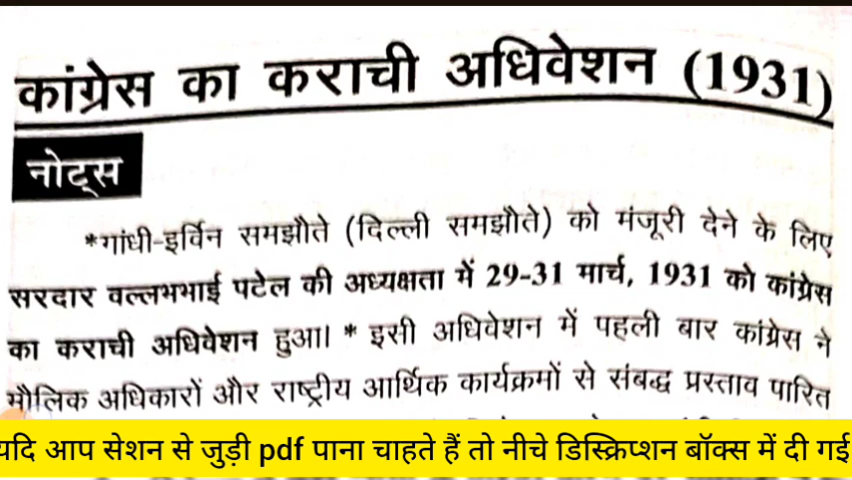 कांग्रेस का कराची अधिवेशन (1931)
नोट्स
*गांधी-इर्विन समझौते (दिल्ली समझौते) को मंजूरी देने के लिए
सरदार वल्लभभाई पटेल की अध्यक्षता में 29-31 मार्च, 1931 को कांग्रेस
का कराची अधिवेशन हुआ। * इसी अधिवेशन में पहली बार कांग्रेस ने
मौलिक अधिकारों और राष्ट्रीय आर्थिक कार्यक्रमों से संबद्ध प्रस्ताव पारित
यदि आप सेशन से जुड़ी pdf पाना चाहते हैं तो नीचे डिस्क्रिप्शन बॉक्स में दी गई